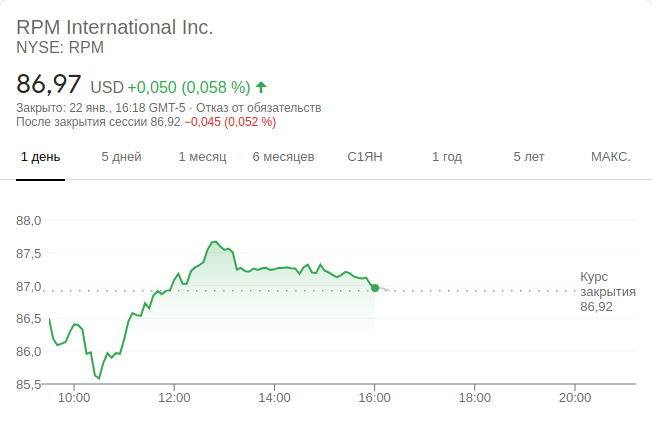 RPM International Inc.
NYSE: RPM
86,97 USD +0,050 (0,058 %)
Закрыто: 22 янв., 16:18 GMT-5 · Отказ от обязательств
После закрытия сессии 86,92 −0,045 (0,052 %)
1 день 5 дней 1 месяц 6 месяцев С1ЯН 1 год 5 лет МАКС.
88,0
87,5
87,0
86,5
86,0
85,5
Курс
закрытия
86,92
10:00 12:00 14:00 16:00 18:00 20:00